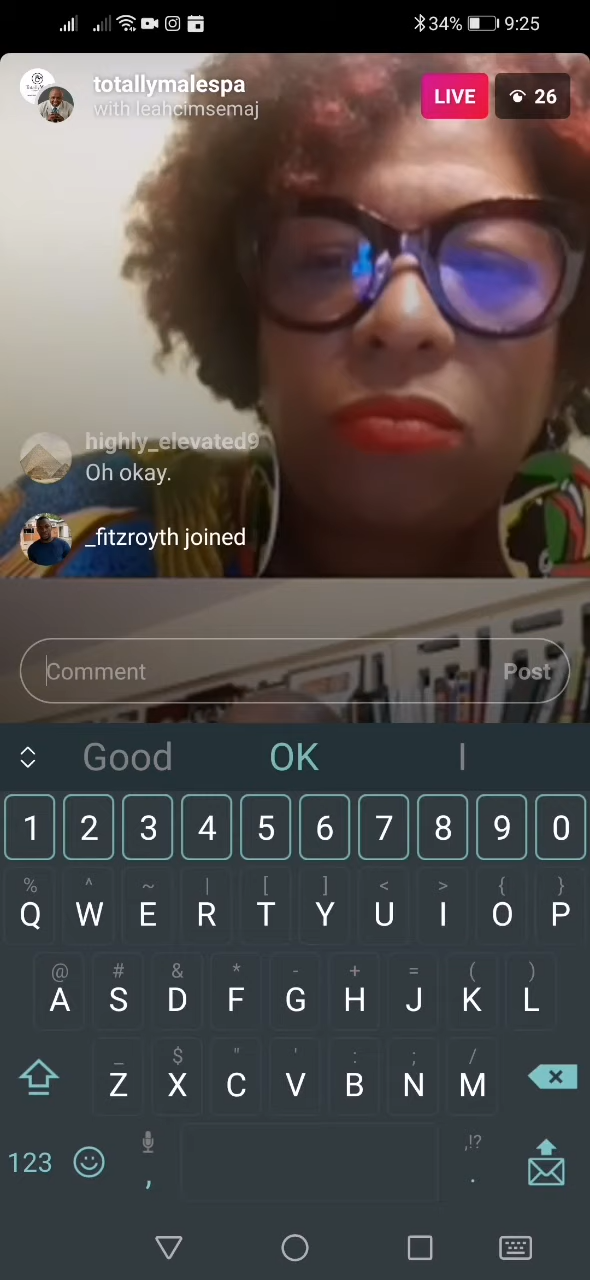 34% 9:25
totallymalespa
with leahcimsemaj
LIVE 26
highly_elevated9
Oh okay.
_fitzroyth joined
Comment Post
Good OK I
1 2 3 4 5 6 7 8 9 0
% ^ ~ | [ ] < > { }
Q W E R T Y U I O P
@ # & * - + = ( )
A S D F G H J K L
_ $ " ' : ; /
Z X C V B N M
,!?
123 , .